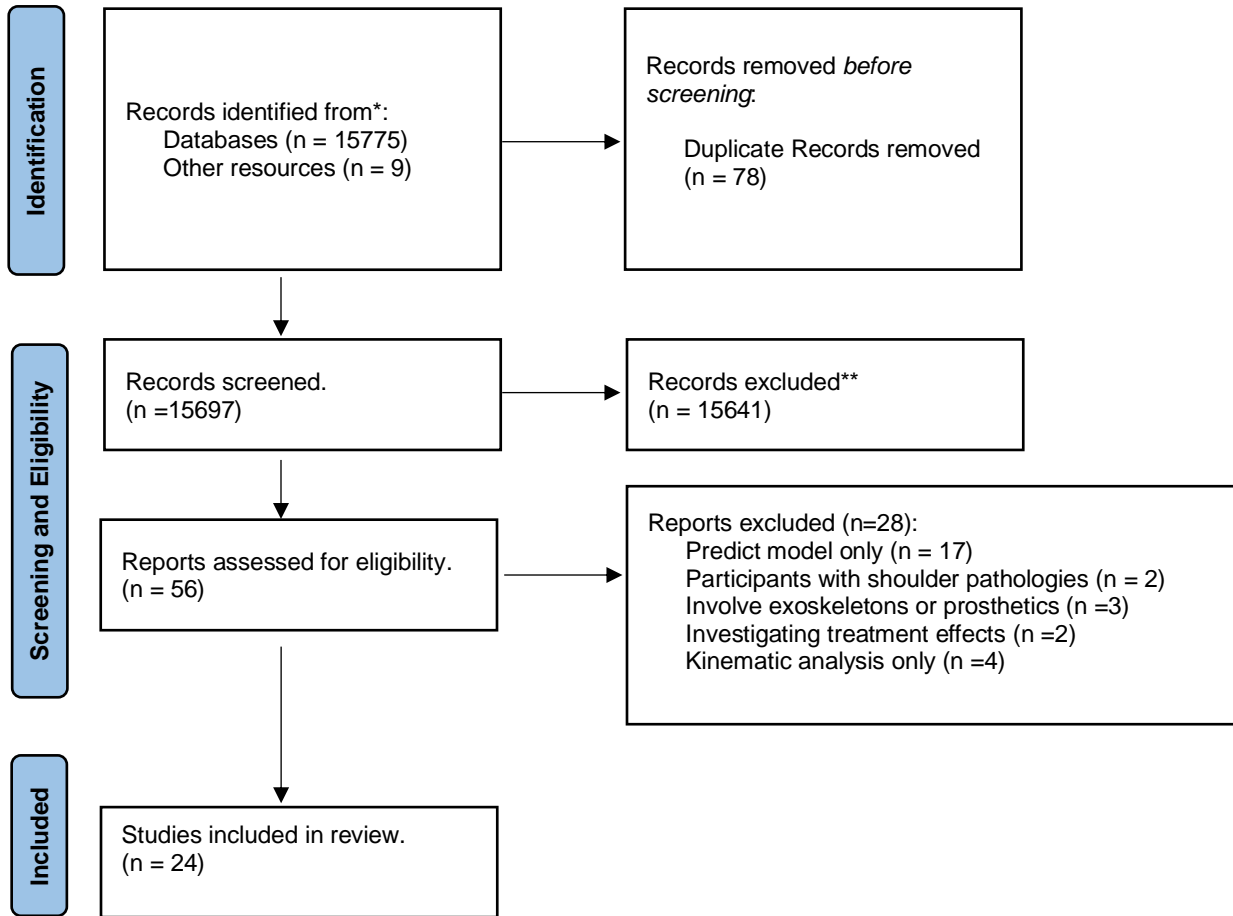 Identification
Records identified from*:
Databases (n = 15775)
Other resources (n = 9)
Records removed before
screening:
Duplicate Records removed
(n = 78)
Screening and Eligibility
Records screened.
(n =15697)
Records excluded**
(n = 15641)
Reports assessed for eligibility.
(n = 56)
Reports excluded (n=28):
Predict model only (n = 17)
Participants with shoulder pathologies (n = 2)
Involve exoskeletons or prosthetics (n =3)
Investigating treatment effects (n =2)
Kinematic analysis only (n =4)
Included
Studies included in review.
(n = 24)